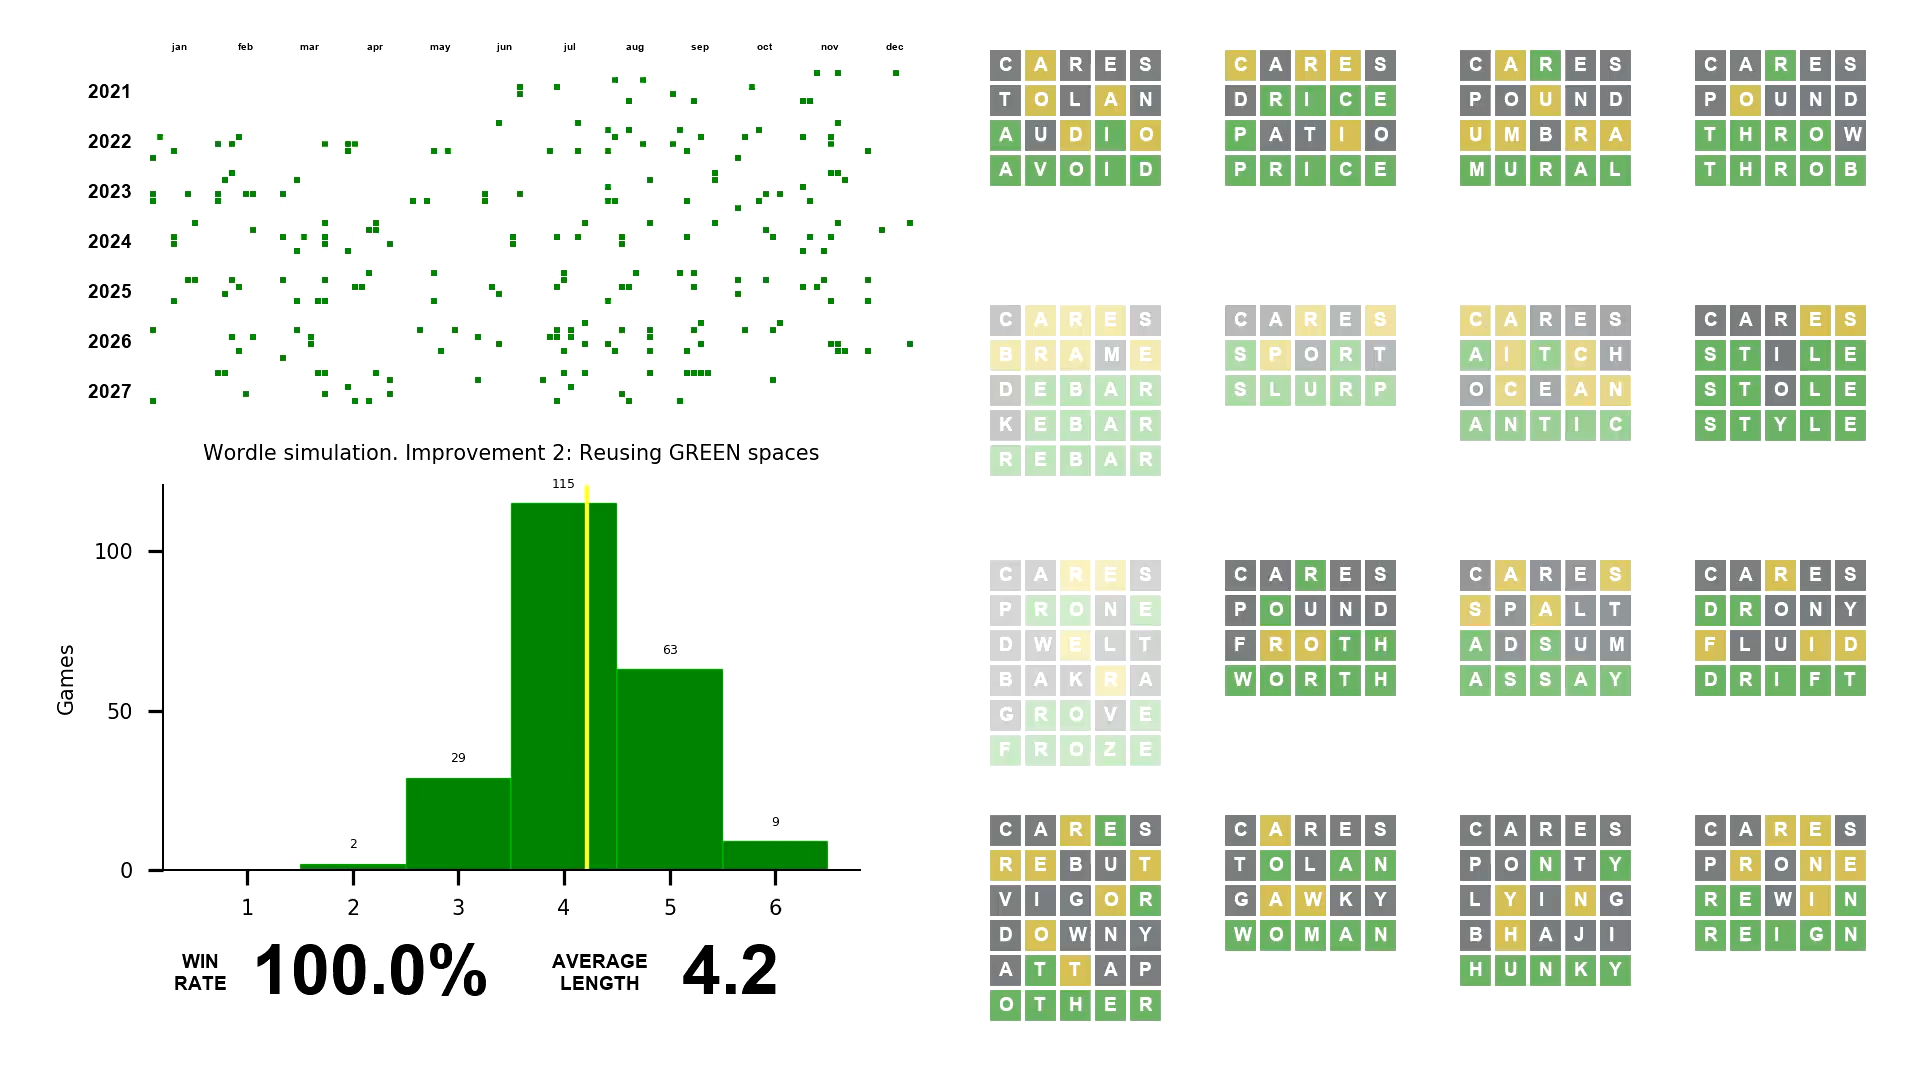 jan feb mar apr may jun jul aug sep oct nov dec
2021
2022
2023
2024
2025
2026
2027
Wordle simulation. Improvement 2: Reusing GREEN spaces
115
63
29
9
2
Games
100
50
0
1 2 3 4 5 6
WIN RATE 100.0% AVERAGE LENGTH 4.2
CARES
TOLAN
AUDIO
AVOID
CARES
DRICE
PATIO
PRICE
CARES
POUND
UMBRA
MURAL
CARES
POUND
THROW
THROB
CARES
BRAME
DEBAR
KEBAR
REBAR
CARES
SPORT
SLURP
CARES
AITCH
OCEAN
ANTIC
CARES
STILE
STOLE
STYLE
CARES
PRONE
DWELT
BAKRA
GROVE
FROZE
CARES
POUND
FROTH
WORTH
CARES
SPALT
ADSUM
ASSAY
CARES
DRONY
FLUID
DRIFT
CARES
REBUT
VIGOR
DOWNY
ATTAP
OTHER
CARES
TOLAN
GAWKY
WOMAN
CARES
PONTY
LYING
BHAJI
HUNKY
CARES
PRONE
REWIN
REIGN